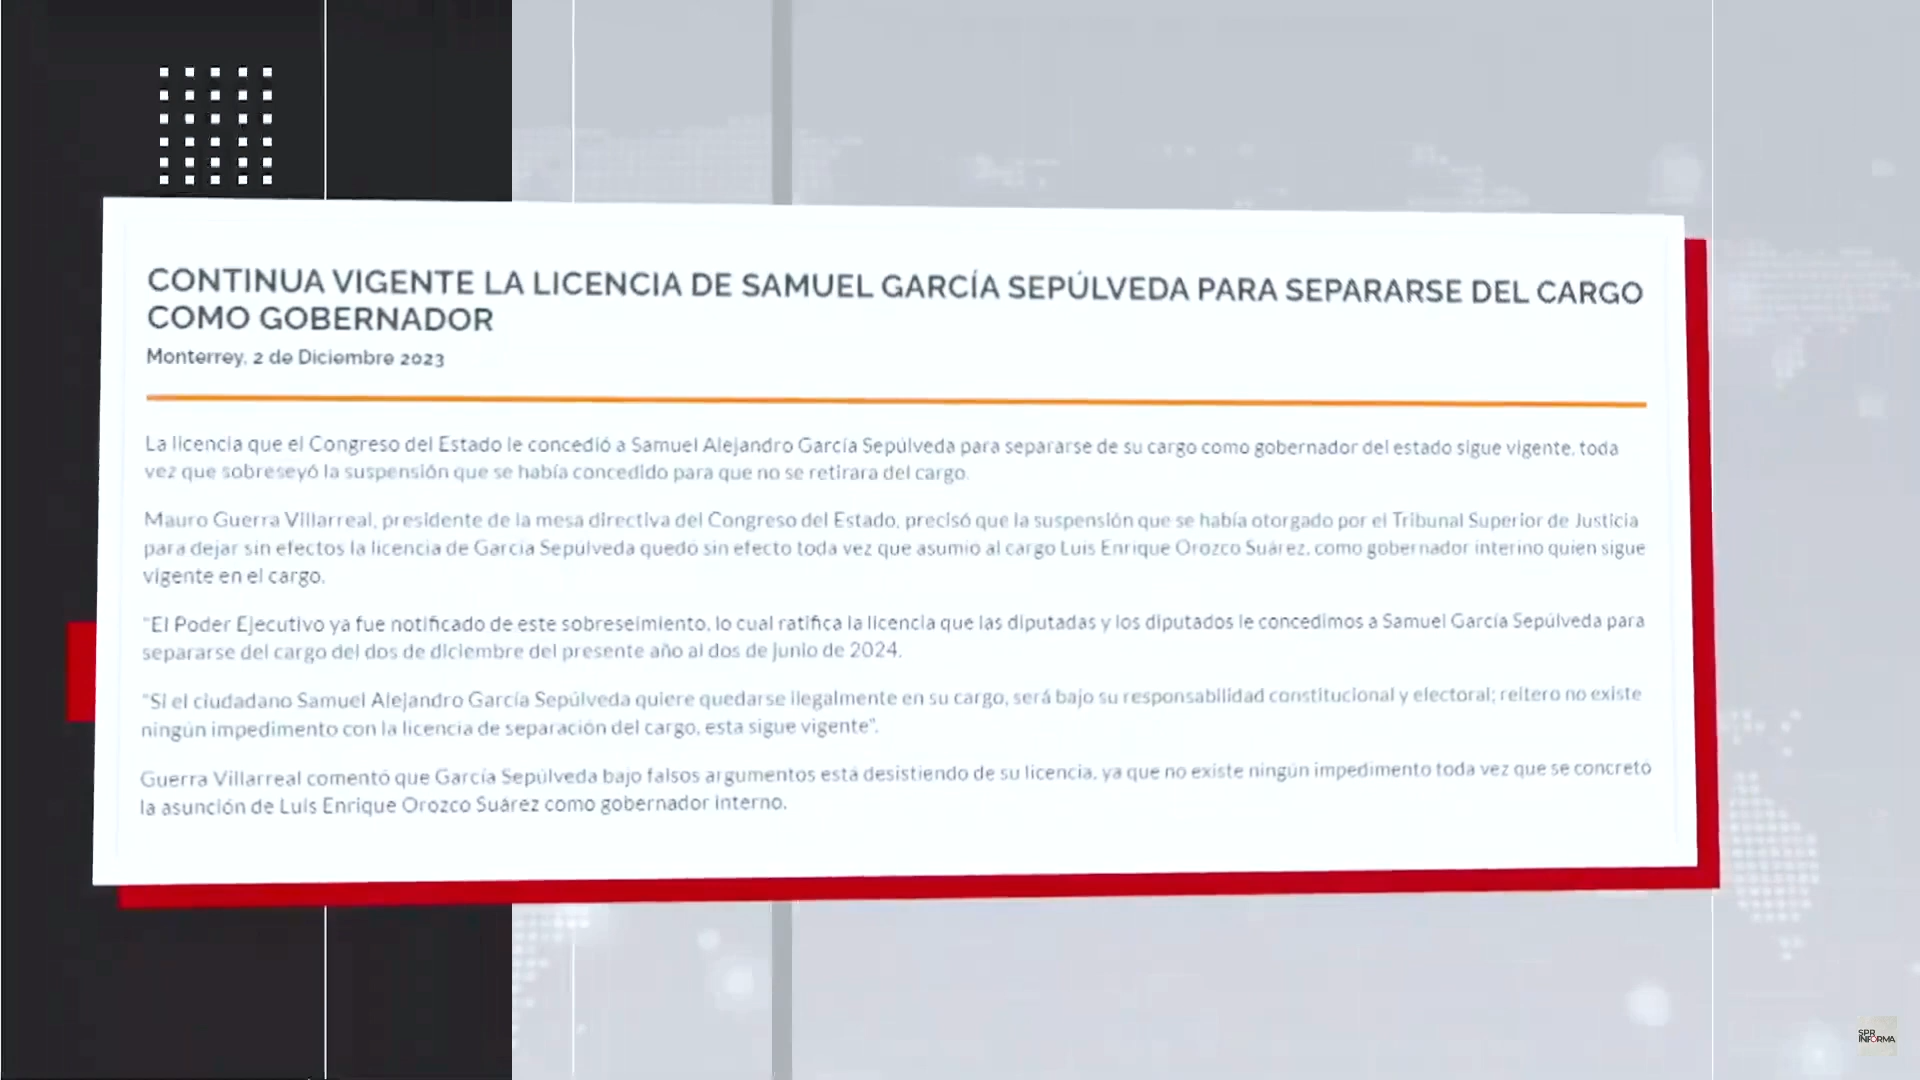 CONTINUA VIGENTE LA LICENCIA DE SAMUEL GARCÍA SEPÚLVEDA PARA SEPARARSE DEL CARGO
COMO GOBERNADOR
Monterrey, 2 de Diciembre 2023
La licencia que el Congreso del Estado le concedió a Samuel Alejandro García Sepúlveda para separarse de su cargo como gobernador del estado sigue vigente, toda
vez que sobreseyó la suspensión que se había concedido para que no se retirara del cargo.
Mauro Guerra Villarreal, presidente de la mesa directiva del Congreso del Estado, precisó que la suspensión que se había otorgado por el Tribunal Superior de Justicia
para dejar sin efectos la licencia de García Sepúlveda quedó sin efecto toda vez que asumió al cargo Luis Enrique Orozco Suárez, como gobernador interino quien sigue
vigente en el cargo.
"El Poder Ejecutivo ya fue notificado de este sobreseimiento, lo cual ratifica la licencia que las diputadas y los diputados le concedimos a Samuel García Sepúlveda para
separarse del cargo del dos de diciembre del presente año al dos de junio de 2024.
"Si el ciudadano Samuel Alejandro García Sepúlveda quiere quedarse ilegalmente en su cargo, será bajo su responsabilidad constitucional y electoral; reitero no existe
ningún impedimento con la licencia de separación del cargo, esta sigue vigente".
Guerra Villarreal comentó que García Sepúlveda bajo falsos argumentos está desistiendo de su licencia, ya que no existe ningún impedimento toda vez que se concretó
la asunción de Luis Enrique Orozco Suárez como gobernador interno.
SPR
INFORMA